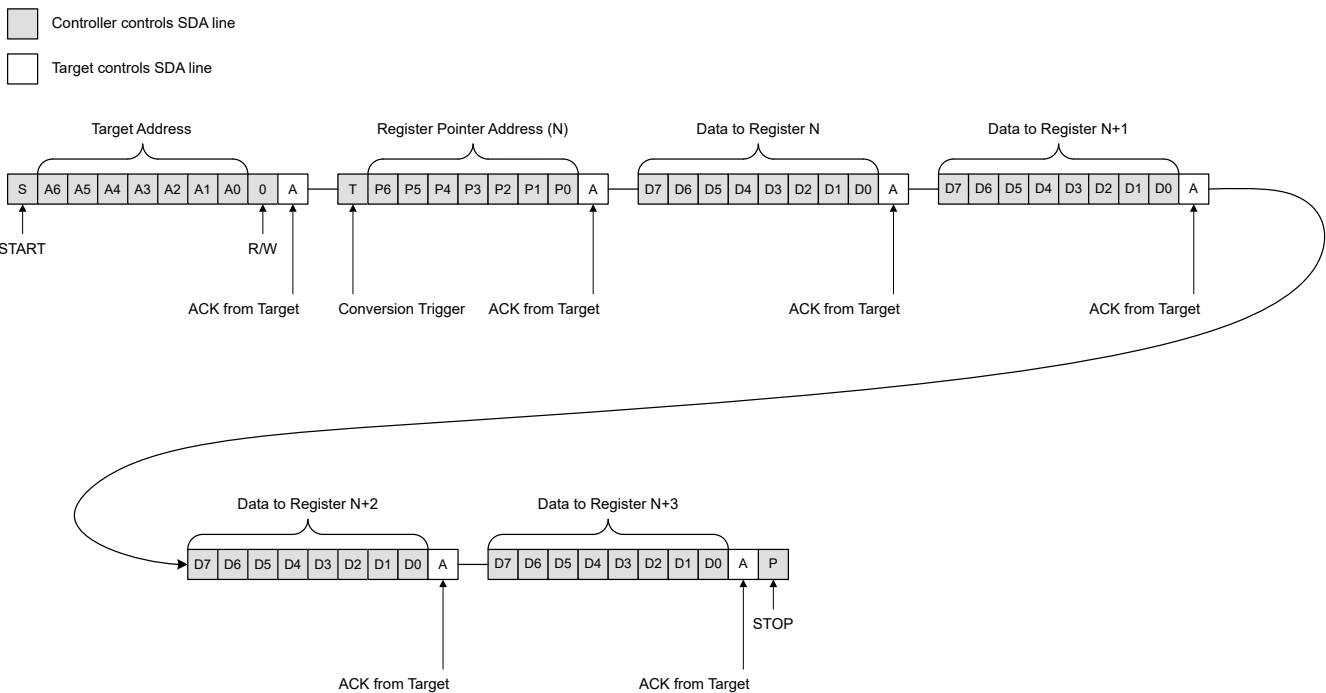 Controller controls SDA line
Target controls SDA line
Target Address Register Pointer Address (N) Data to Register N Data to Register N+1
S A6 A5 A4 A3 A2 A1 A0 0 A T P6 P5 P4 P3 P2 P1 P0 A D7 D6 D5 D4 D3 D2 D1 D0 A D7 D6 D5 D4 D3 D2 D1 D0 A
START R/W
ACK from Target Conversion Trigger ACK from Target ACK from Target ACK from Target
Data to Register N+2 Data to Register N+3
D7 D6 D5 D4 D3 D2 D1 D0 A D7 D6 D5 D4 D3 D2 D1 D0 A P
STOP
ACK from Target ACK from Target